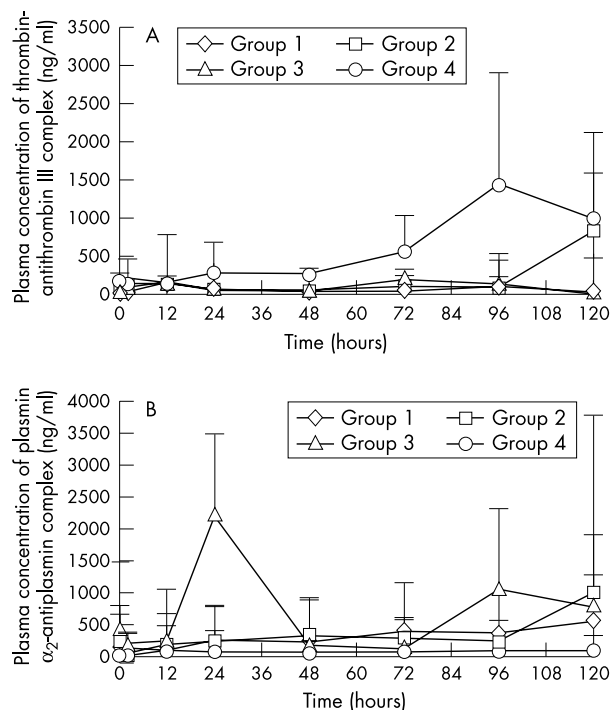 A
Group 1 Group 2
Group 3 Group 4
Plasma concentration of thrombin-
antithrombin III complex (ng/ml)
3500
3000
2500
2000
1500
1000
500
0
0 12 24 36 48 60 72 84 96 108 120
Time (hours)
B
Group 1 Group 2
Group 3 Group 4
Plasma concentration of plasmin
α2-antiplasmin complex (ng/ml)
4000
3500
3000
2500
2000
1500
1000
500
0
0 12 24 36 48 60 72 84 96 108 120
Time (hours)